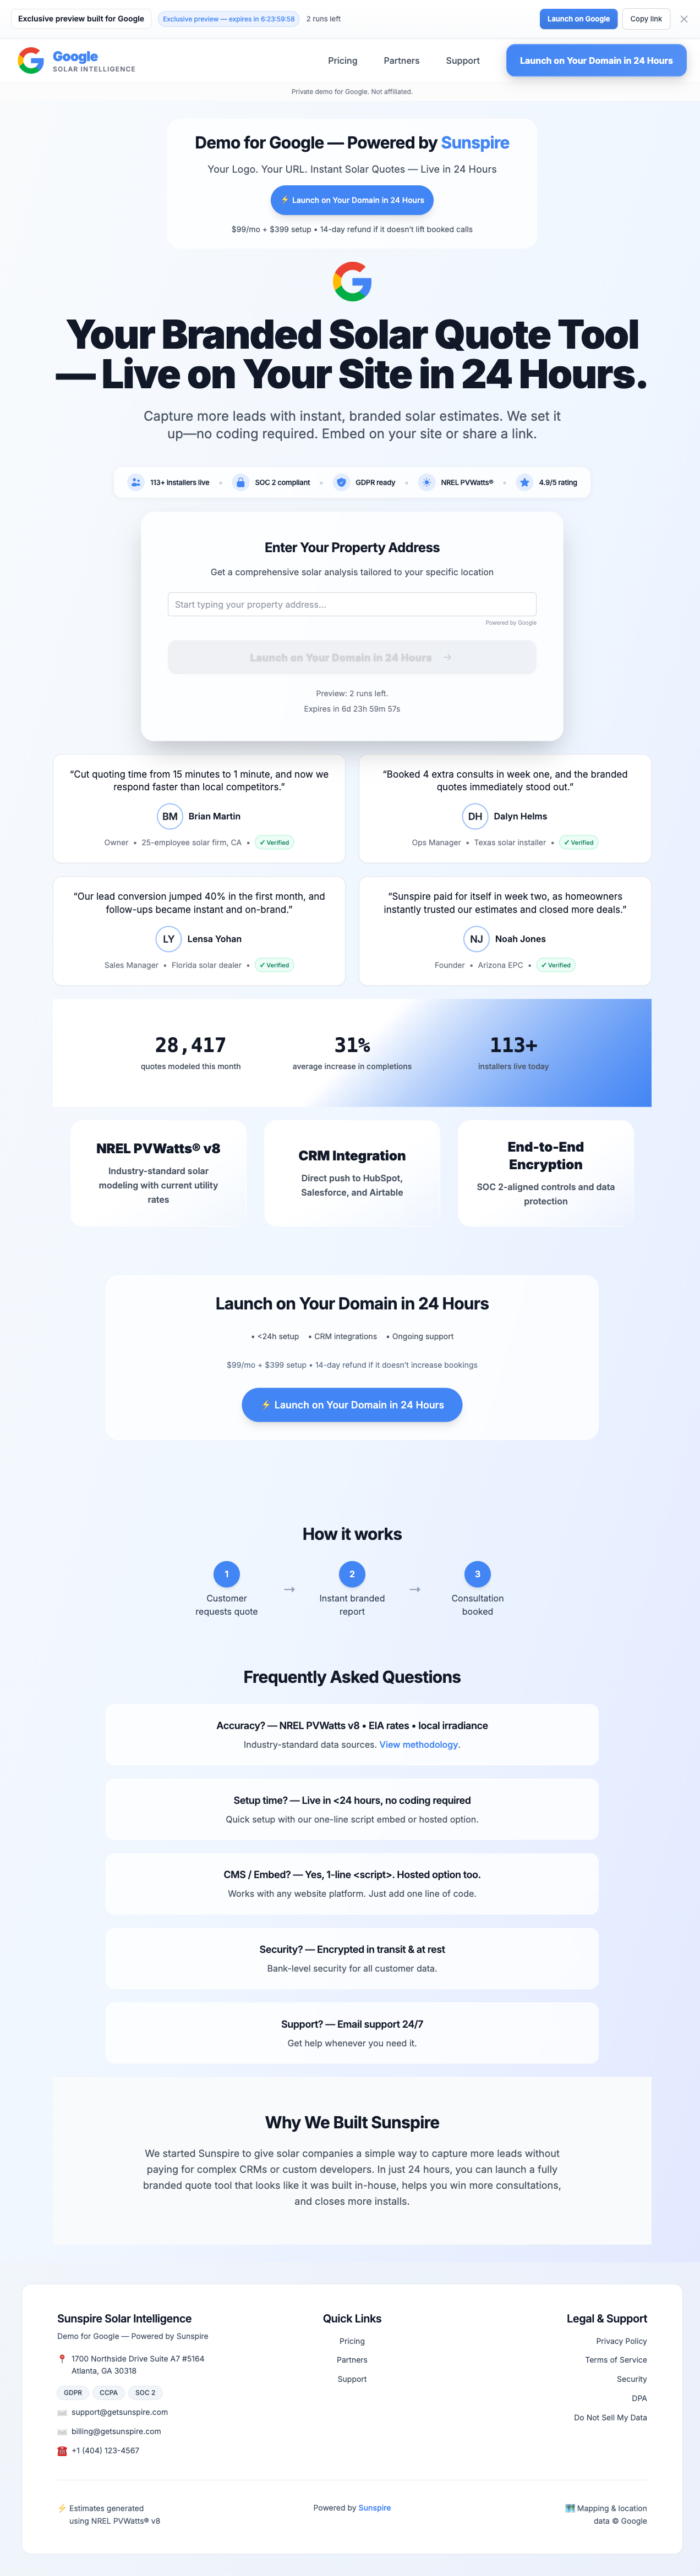 Exclusive preview built for Google
Exclusive preview — expires in 6:23:59:58
2 runs left
Launch on Google
Copy link
Google
SOLAR INTELLIGENCE
Pricing
Partners
Support
Launch on Your Domain in 24 Hours
Private demo for Google. Not affiliated.
Demo for Google — Powered by Sunspire
Your Logo. Your URL. Instant Solar Quotes — Live in 24 Hours
⚡ Launch on Your Domain in 24 Hours
$99/mo + $399 setup • 14-day refund if it doesn't lift booked calls
Your Branded Solar Quote Tool
— Live on Your Site in 24 Hours.
Capture more leads with instant, branded solar estimates. We set it
up—no coding required. Embed on your site or share a link.
113+ installers live • SOC 2 compliant • GDPR ready • NREL PVWatts® • 4.9/5 rating
Enter Your Property Address
Get a comprehensive solar analysis tailored to your specific location
Start typing your property address...
Powered by Google
Launch on Your Domain in 24 Hours →
Preview: 2 runs left.
Expires in 6d 23h 59m 57s
“Cut quoting time from 15 minutes to 1 minute, and now we
respond faster than local competitors.”
BM
Brian Martin
Owner • 25-employee solar firm, CA • ✓ Verified
“Booked 4 extra consults in week one, and the branded
quotes immediately stood out.”
DH
Dalyn Helms
Ops Manager • Texas solar installer • ✓ Verified
“Our lead conversion jumped 40% in the first month, and
follow-ups became instant and on-brand.”
LY
Lensa Yohan
Sales Manager • Florida solar dealer • ✓ Verified
“Sunspire paid for itself in week two, as homeowners
instantly trusted our estimates and closed more deals.”
NJ
Noah Jones
Founder • Arizona EPC • ✓ Verified
28,417
quotes modeled this month
31%
average increase in completions
113+
installers live today
NREL PVWatts® v8
Industry-standard solar
modeling with current utility
rates
CRM Integration
Direct push to HubSpot,
Salesforce, and Airtable
End-to-End
Encryption
SOC 2-aligned controls and data
protection
Launch on Your Domain in 24 Hours
• <24h setup • CRM integrations • Ongoing support
$99/mo + $399 setup • 14-day refund if it doesn't increase bookings
⚡ Launch on Your Domain in 24 Hours
How it works
1
Customer
requests quote
→
2
Instant branded
report
→
3
Consultation
booked
Frequently Asked Questions
Accuracy? — NREL PVWatts v8 • EIA rates • local irradiance
Industry-standard data sources. View methodology.
Setup time? — Live in <24 hours, no coding required
Quick setup with our one-line script embed or hosted option.
CMS / Embed? — Yes, 1-line <script>. Hosted option too.
Works with any website platform. Just add one line of code.
Security? — Encrypted in transit & at rest
Bank-level security for all customer data.
Support? — Email support 24/7
Get help whenever you need it.
Why We Built Sunspire
We started Sunspire to give solar companies a simple way to capture more leads without
paying for complex CRMs or custom developers. In just 24 hours, you can launch a fully
branded quote tool that looks like it was built in-house, helps you win more consultations,
and closes more installs.
Sunspire Solar Intelligence
Demo for Google — Powered by Sunspire
1700 Northside Drive Suite A7 #5164
Atlanta, GA 30318
GDPR
CCPA
SOC 2
support@getsunspire.com
billing@getsunspire.com
+1 (404) 123-4567
Quick Links
Pricing
Partners
Support
Legal & Support
Privacy Policy
Terms of Service
Security
DPA
Do Not Sell My Data
⚡ Estimates generated
using NREL PVWatts® v8
Powered by Sunspire
Mapping & location
data © Google